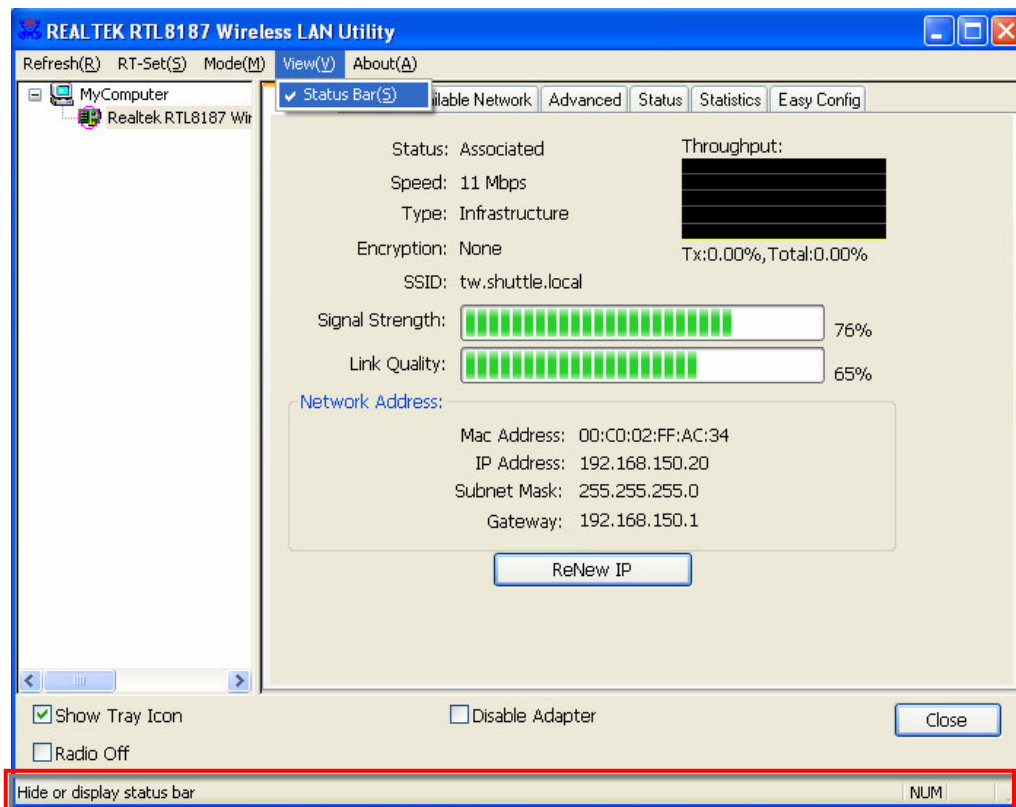 REALTEK RTL8187 Wireless LAN Utility
Refresh(R) RT-Set(S) Mode(M) View(V) About(A)
Status Bar(S)
MyComputer
Realtek RTL8187 Wir
Network Advanced Status Statistics Easy Config
Status: Associated
Throughput:
Speed: 11 Mbps
Type: Infrastructure
Encryption: None
Tx:0.00%,Total:0.00%
SSID: tw.shuttle.local
Signal Strength: 76%
Link Quality: 65%
Network Address:
Mac Address: 00:C0:02:FF:AC:34
IP Address: 192.168.150.20
Subnet Mask: 255.255.255.0
Gateway: 192.168.150.1
ReNew IP
Show Tray Icon
Disable Adapter
Close
Radio Off
Hide or display status bar
NUM